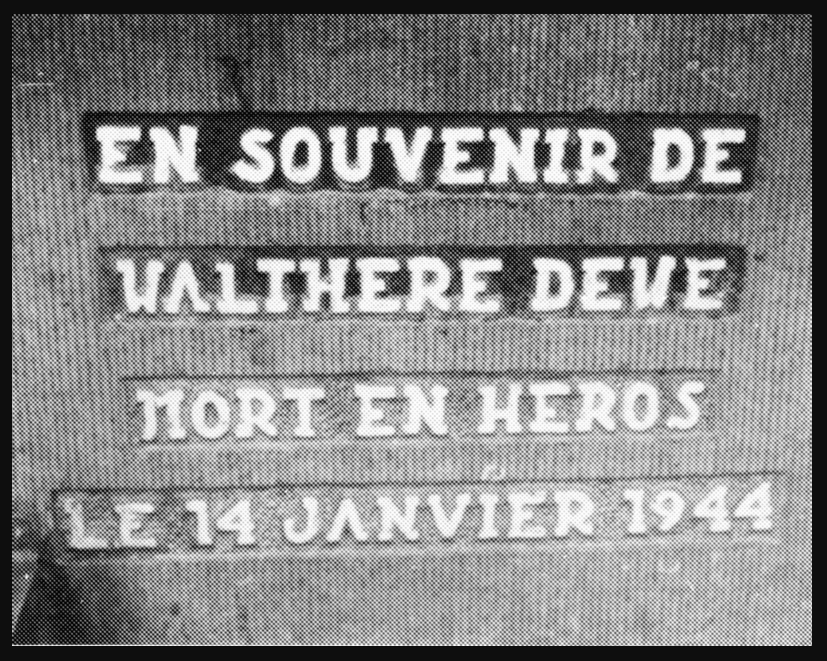 EN SOUVENIR DE
WALTHERE DEWE
MORT EN HEROS
LE 14 JANVIER 1944